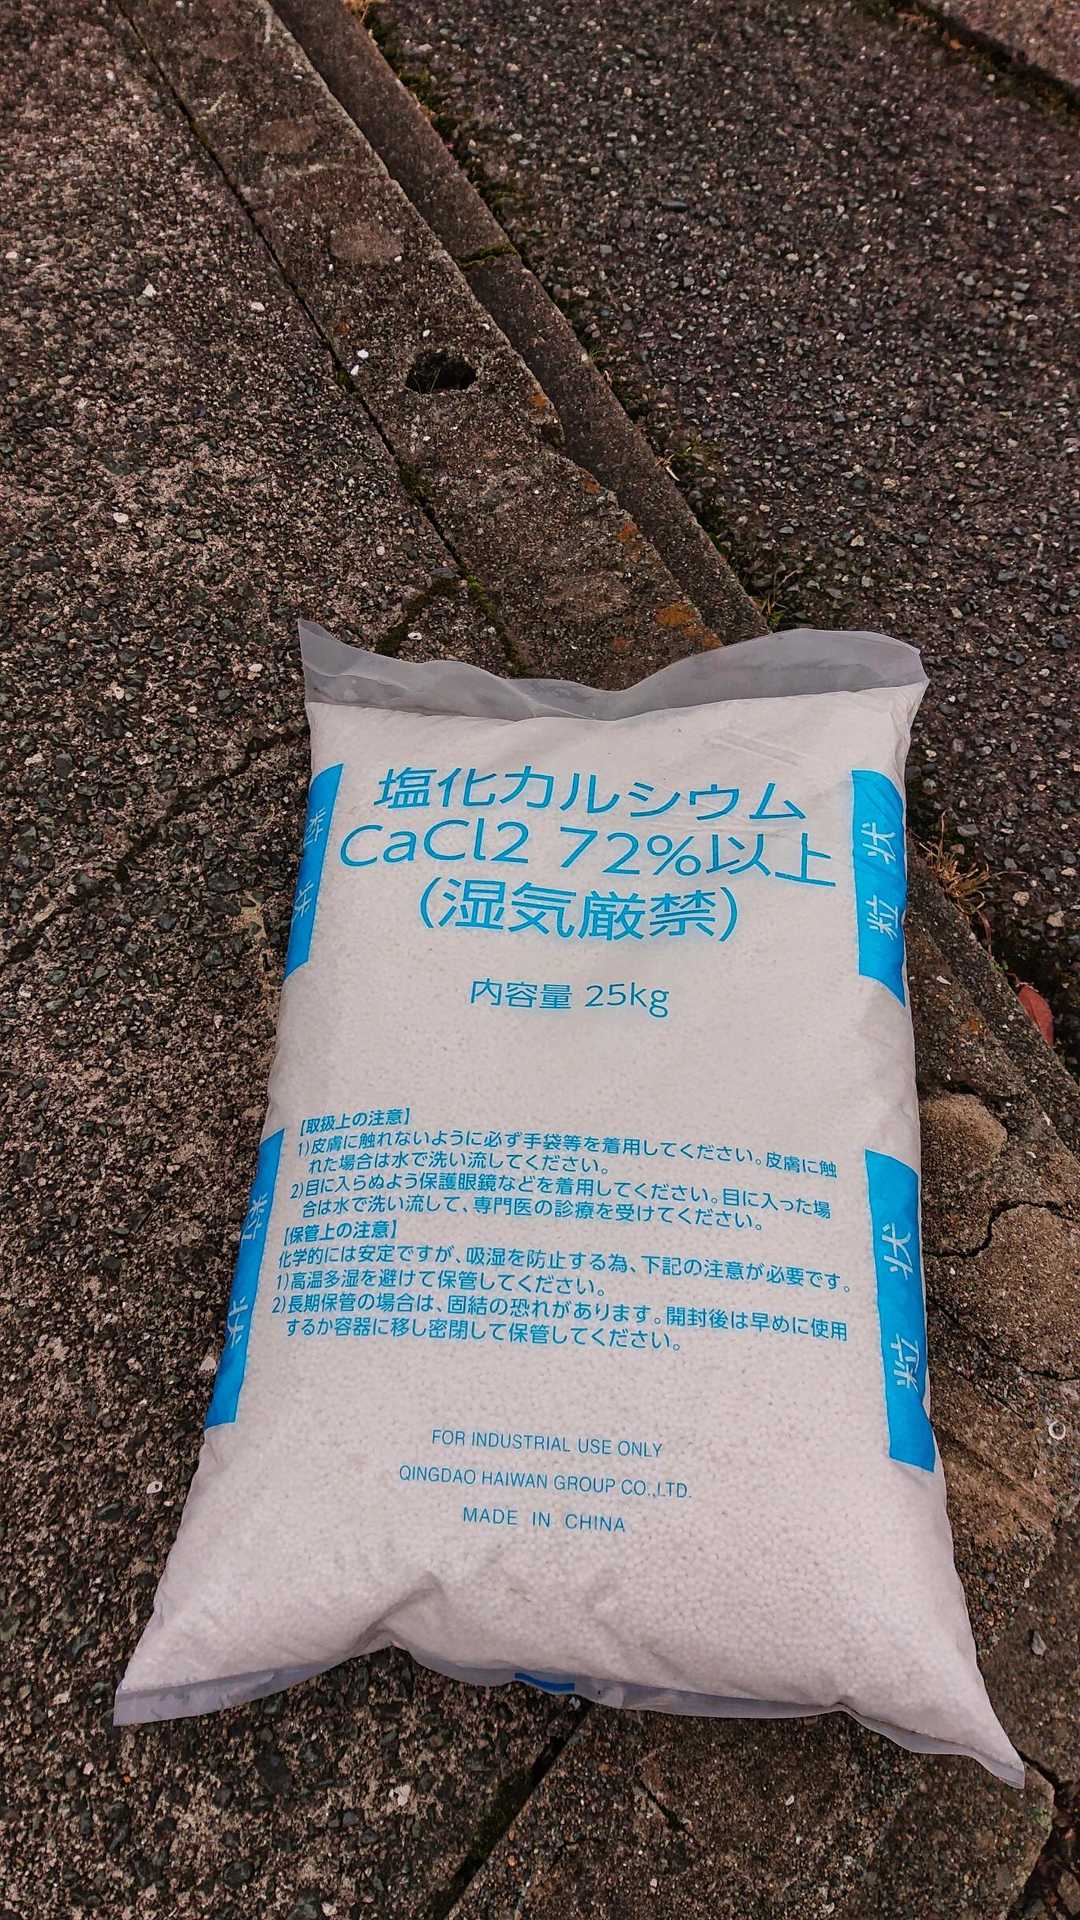 塩化カルシウム
CaCl2 72%以上
(湿気厳禁)
内容量 25kg
粒状
粒状
【取扱上の注意】
1)皮膚に触れないように必ず手袋等を着用してください。皮膚に触
れた場合は水で洗い流してください。
2)目に入らぬよう保護眼鏡などを着用してください。目に入った場
合は水で洗い流して、専門医の診療を受けてください。
【保管上の注意】
化学的には安定ですが、吸湿を防止する為、下記の注意が必要です。
1)高温多湿を避けて保管してください。
2)長期保管の場合は、固結の恐れがあります。開封後は早めに使用
するか容器に移し密閉して保管してください。
粒状
粒状
FOR INDUSTRIAL USE ONLY
QINGDAO HAIWAN GROUP CO.,LTD.
MADE IN CHINA